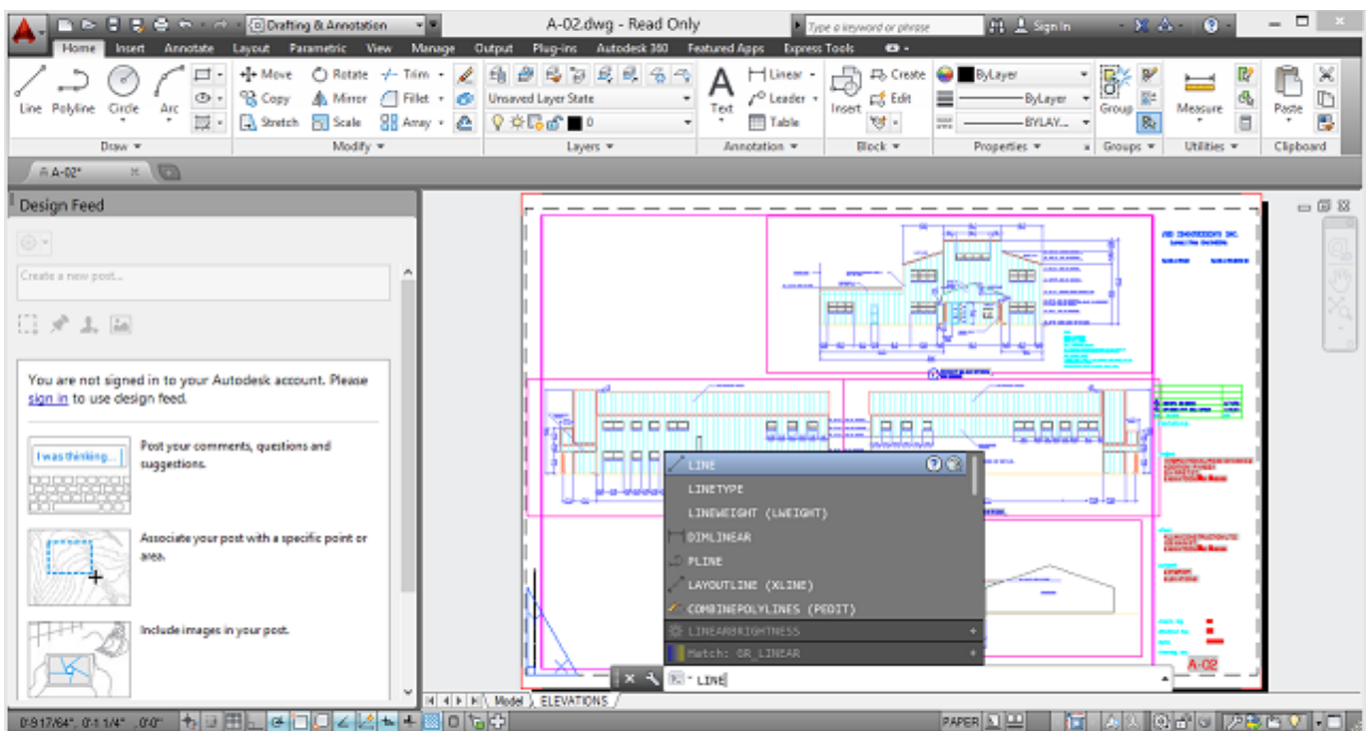 Drafting & Annotation
A-02.dwg - Read Only
Type a keyword or phrase
Sign In
Home Insert Annotate Layout Parametric View Manage Output Plug-ins Autodesk 360 Featured Apps Express Tools
Line Polyline Circle Arc
Move Rotate Trim
Copy Mirror Fillet
Stretch Scale Array
Unsaved Layer State
0
Text
Linear
Leader
Table
Insert
Create
Edit
ByLayer
ByLayer
BYLAY...
Group
Measure
Paste
Draw Modify Layers Annotation Block Properties Groups Utilities Clipboard
A-02*
Design Feed
Create a new post...
You are not signed in to your Autodesk account. Please
sign in to use design feed.
I was thinking...
Post your comments, questions and
suggestions.
Associate your post with a specific point or
area.
Include images in your post.
LINE
LINETYPE
LINEWEIGHT (LWEIGHT)
DIMLINEAR
PLINE
LAYOUTLINE (XLINE)
COMBINEPOLYLINES (PEDIT)
LINEARBRIGHTNESS
Hatch: GR_LINEAR
LINE
A-02
Model ELEVATIONS
PAPER